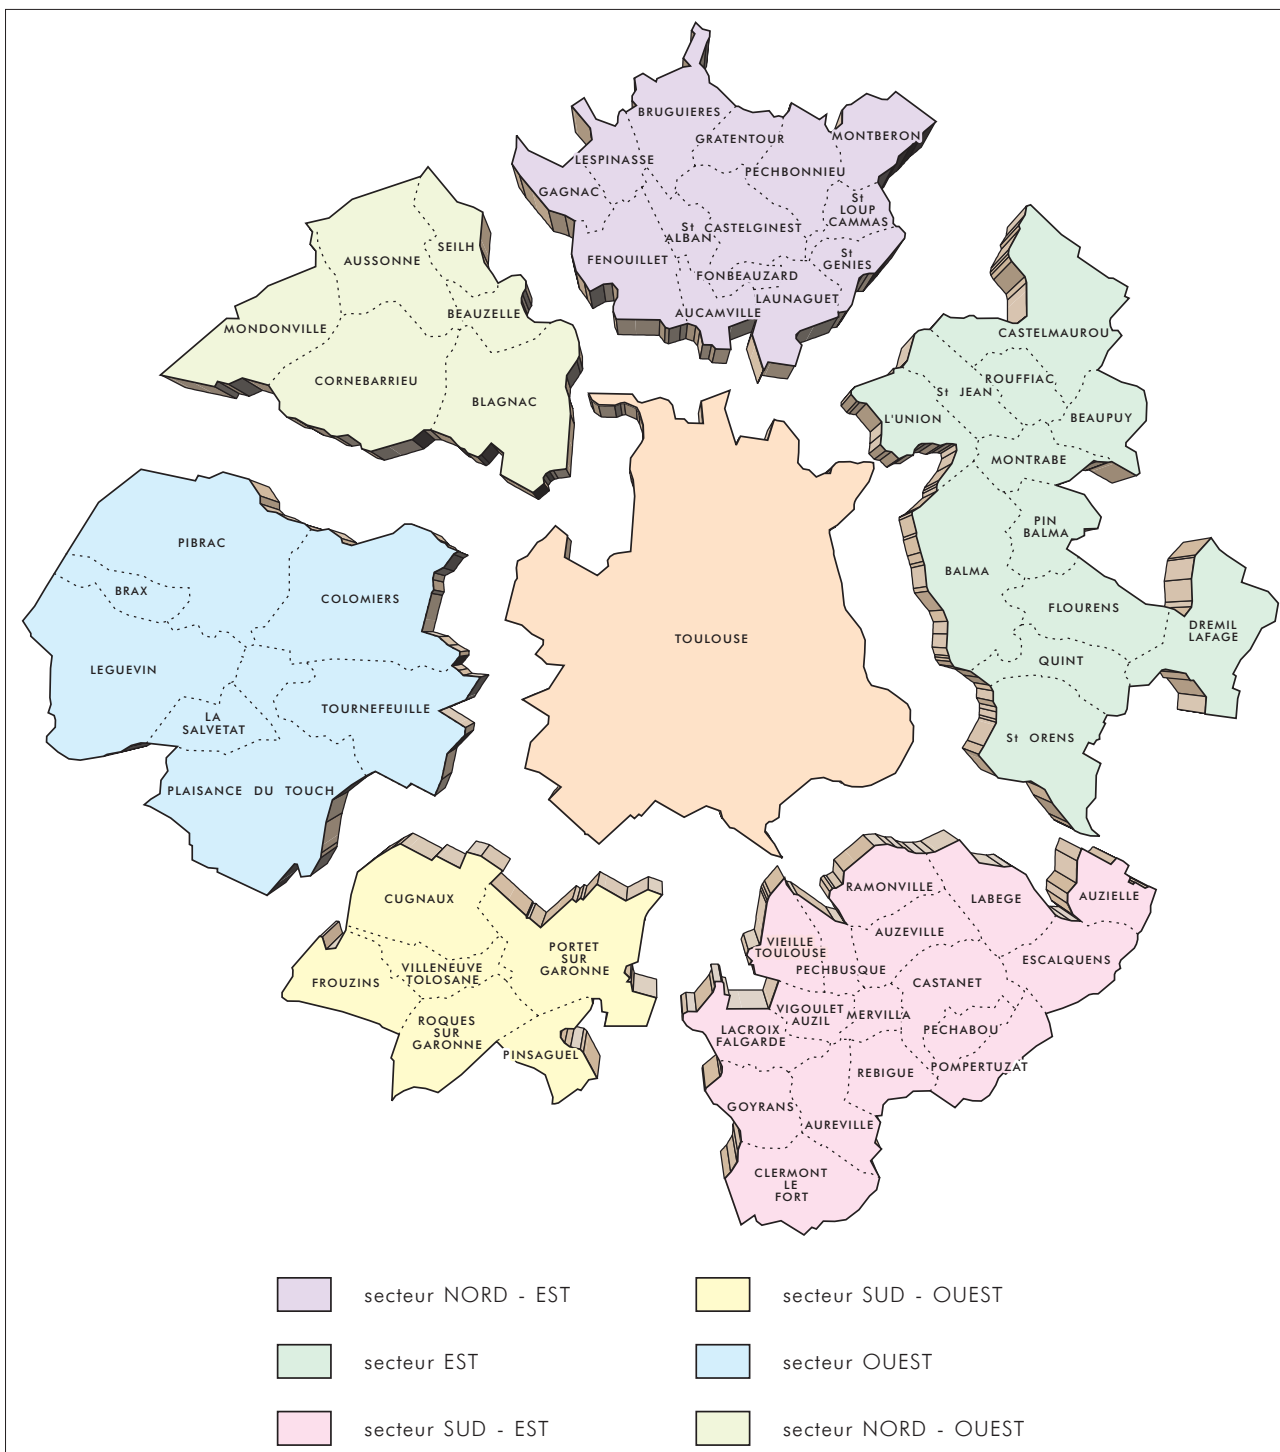 BRUGUIERES
GRATENTOUR
MONTBERON
LESPINASSE
PECHBONNIEU
GAGNAC
St
LOUP
CAMMAS
St
ALBAN
CASTELGINEST
FENOUILLET
St
GENIES
FONBEAUZARD
LAUNAGUET
AUCAMVILLE
SEILH
AUSSONNE
BEAUZELLE
MONDONVILLE
CORNEBARRIEU
BLAGNAC
CASTELMAUROU
ROUFFIAC
St JEAN
L'UNION
BEAUPUY
MONTRABE
PIN
BALMA
BALMA
FLOURENS
DREMIL
LAFAGE
QUINT
St ORENS
TOULOUSE
PIBRAC
BRAX
COLOMIERS
LEGUEVIN
LA
SALVETAT
TOURNEFEUILLE
PLAISANCE DU TOUCH
CUGNAUX
PORTET
SUR
GARONNE
VILLENEUVE
TOLOSANE
FROUZINS
ROQUES
SUR
GARONNE
PINSAGUEL
RAMONVILLE
LABEGE
AUZIELLE
AUZEVILLE
VIEILLE
TOULOUSE
ESCALQUENS
PECHBUSQUE
CASTANET
VIGOULET
AUZIL
MERVILLA
LACROIX
FALGARDE
PECHABOU
POMPERTUZAT
REBIGUE
GOYRANS
AUREVILLE
CLERMONT
LE
FORT
secteur NORD - EST
secteur EST
secteur SUD - EST
secteur SUD - OUEST
secteur OUEST
secteur NORD - OUEST